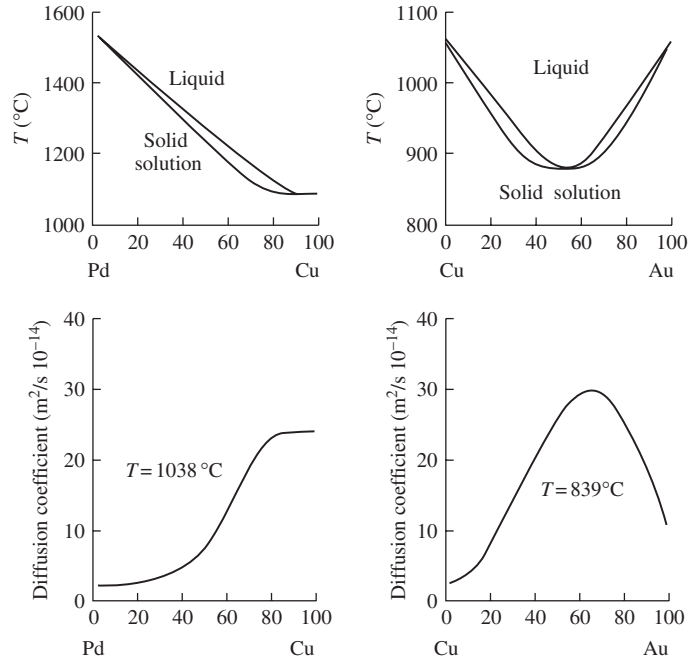 1600
1400
1200
1000
T (°C)
Liquid
Solid
solution
0 20 40 60 80 100
Pd Cu
1100
1000
900
800
T (°C)
Liquid
Solid solution
0 20 40 60 80 100
Cu Au
40
30
20
10
0
Diffusion coefficient (m²/s 10⁻¹⁴)
T = 1038 °C
0 20 40 60 80 100
Pd Cu
40
30
20
10
0
Diffusion coefficient (m²/s 10⁻¹⁴)
T = 839°C
0 20 40 60 80 100
Cu Au